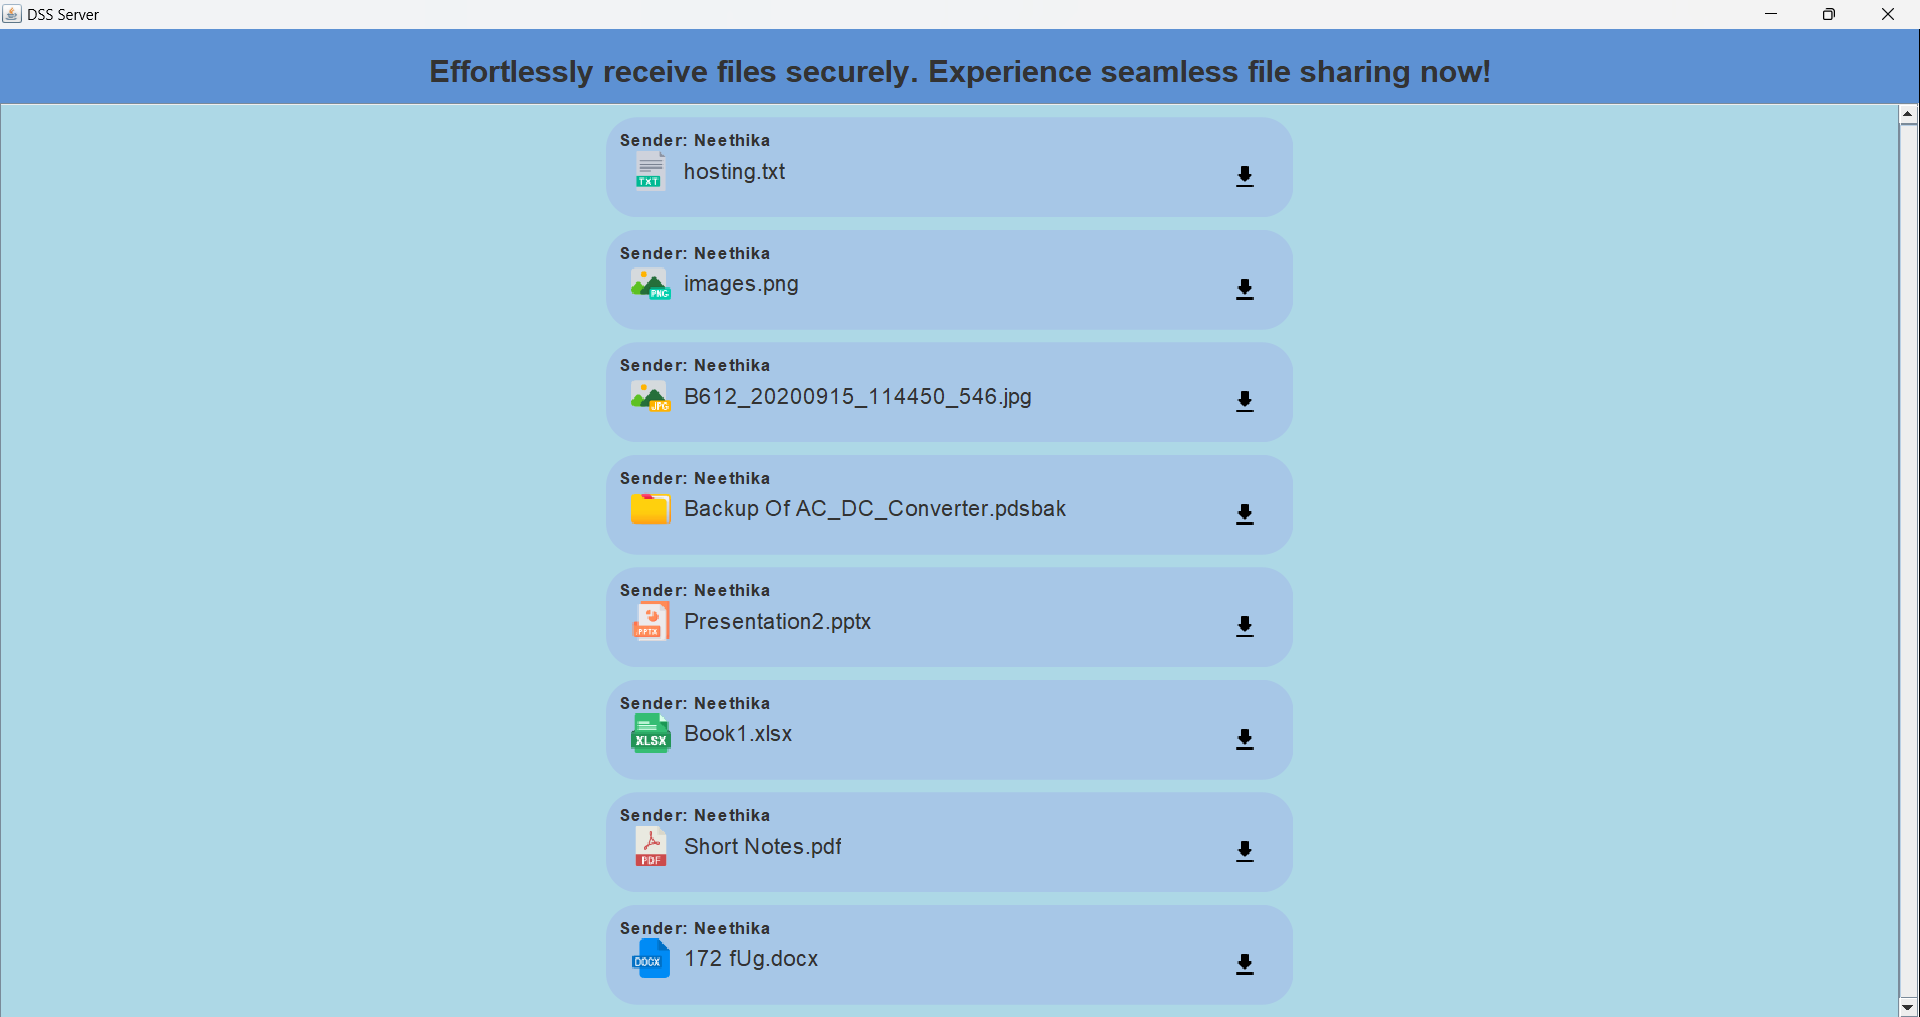 DSS Server
Effortlessly receive files securely. Experience seamless file sharing now!
Sender: Neethika
TXT
hosting.txt
Sender: Neethika
PNG
images.png
Sender: Neethika
JPG
B612_20200915_114450_546.jpg
Sender: Neethika
Backup Of AC_DC_Converter.pdsbak
Sender: Neethika
PPTX
Presentation2.pptx
Sender: Neethika
XLSX
Book1.xlsx
Sender: Neethika
PDF
Short Notes.pdf
Sender: Neethika
DOCX
172 fUg.docx